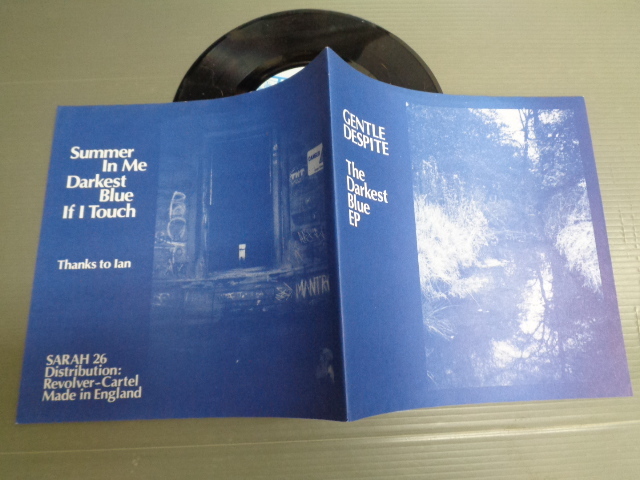 Summer
In Me
Darkest
Blue
If I Touch
Thanks to Ian
SARAH 26
Distribution:
Revolver-Cartel
Made in England
GENTLE
DESPITE
The
Darkest
Blue
EP